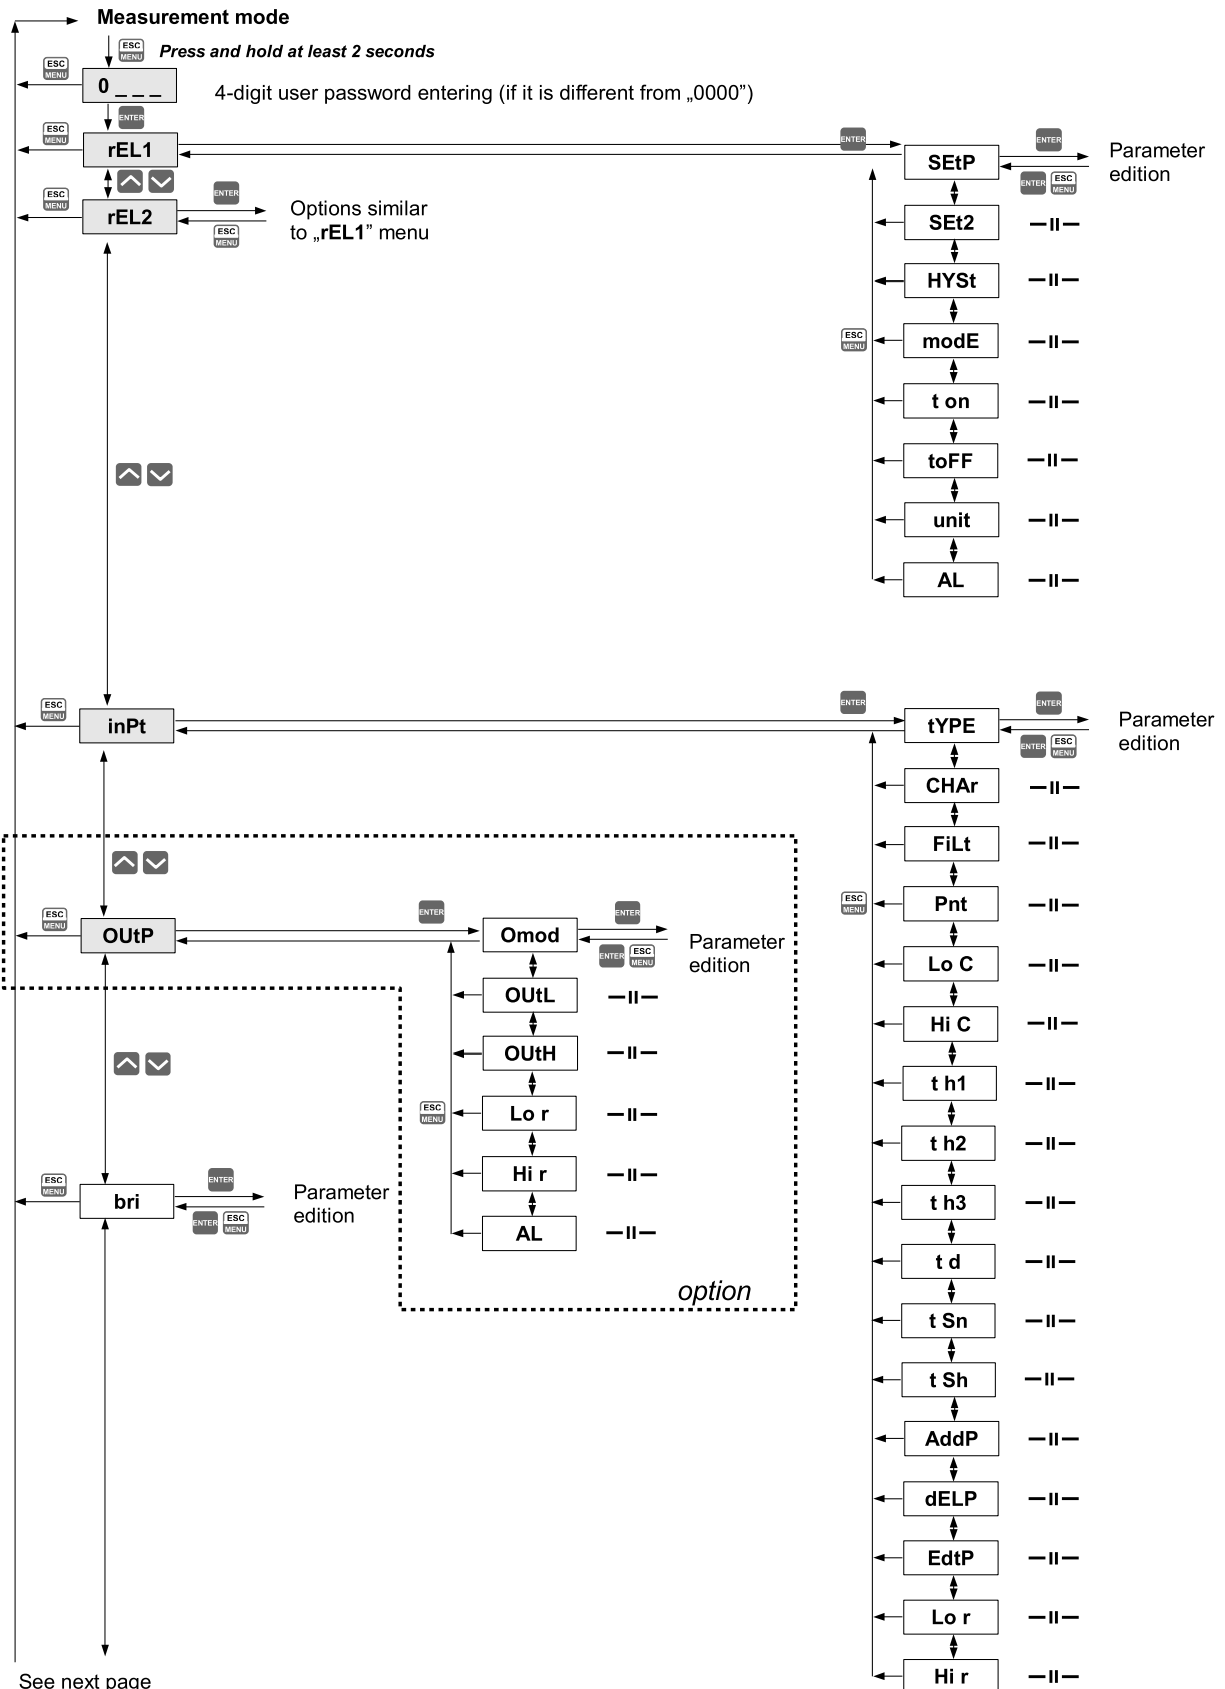 Measurement mode
ESC
MENU
Press and hold at least 2 seconds
ESC
MENU
0 _ _ _
4-digit user password entering (if it is different from „0000”)
ENTER
ESC
MENU
rEL1
ENTER
SEtP
ENTER
ENTER
ESC
MENU
Parameter
edition
ESC
MENU
rEL2
ENTER
ESC
MENU
Options similar
to „rEL1” menu
SEt2
—II—
HYSt
—II—
ESC
MENU
modE
—II—
t on
—II—
toFF
—II—
unit
—II—
AL
—II—
ESC
MENU
inPt
ENTER
tYPE
ENTER
ENTER
ESC
MENU
Parameter
edition
CHAr
—II—
FiLt
—II—
ESC
MENU
Pnt
—II—
Lo C
—II—
Hi C
—II—
t h1
—II—
t h2
—II—
t h3
—II—
t d
—II—
t Sn
—II—
t Sh
—II—
AddP
—II—
dELP
—II—
EdtP
—II—
Lo r
—II—
Hi r
—II—
ESC
MENU
OUtP
ENTER
Omod
ENTER
ENTER
ESC
MENU
Parameter
edition
OUtL
—II—
OUtH
—II—
ESC
MENU
Lo r
—II—
Hi r
—II—
AL
—II—
option
ESC
MENU
bri
ENTER
ENTER
ESC
MENU
Parameter
edition
See next page